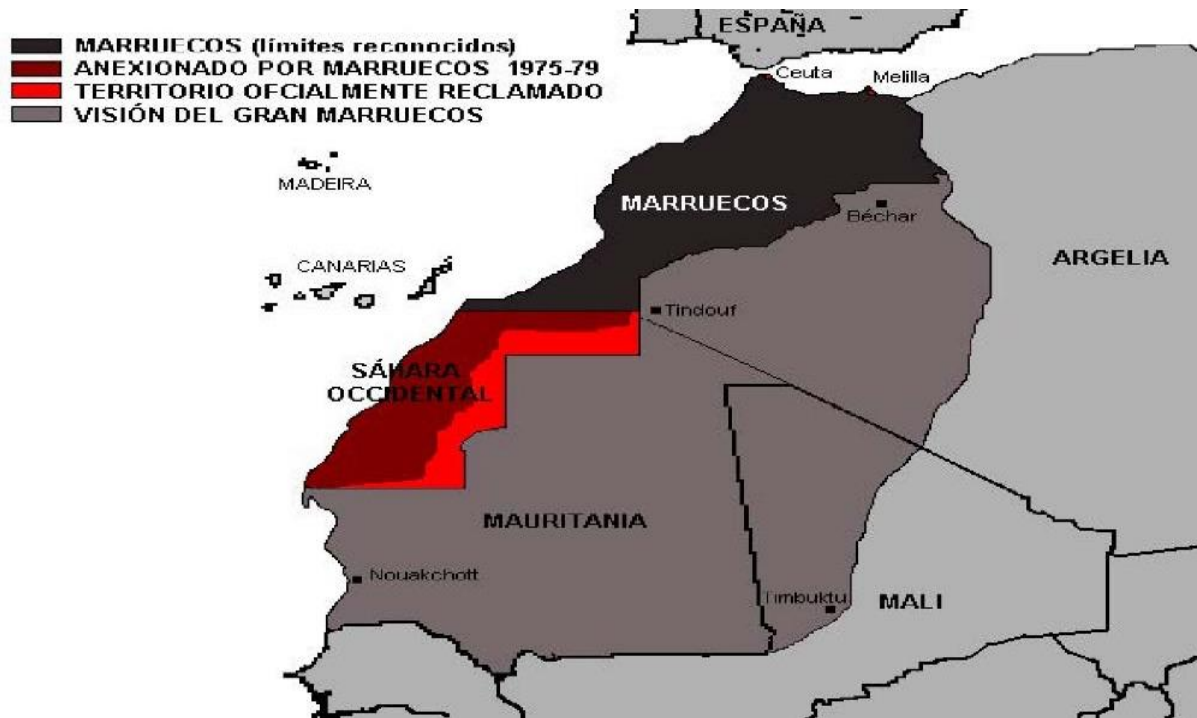 MARRUECOS (límites reconocidos)
ANEXIONADO POR MARRUECOS 1975-79
TERRITORIO OFCIALMENTE RECLAMADO
VISIÓN DEL GRAN MARRUECOS
ESPAÑA
Ceuta
Melilla
MADEIRA
MARRUECOS
Béchar
ARGELIA
CANARIAS
Tindouf
SÁHARA
OCCIDENTAL
MAURITANIA
Nouakchott
Timbuktu
MALI